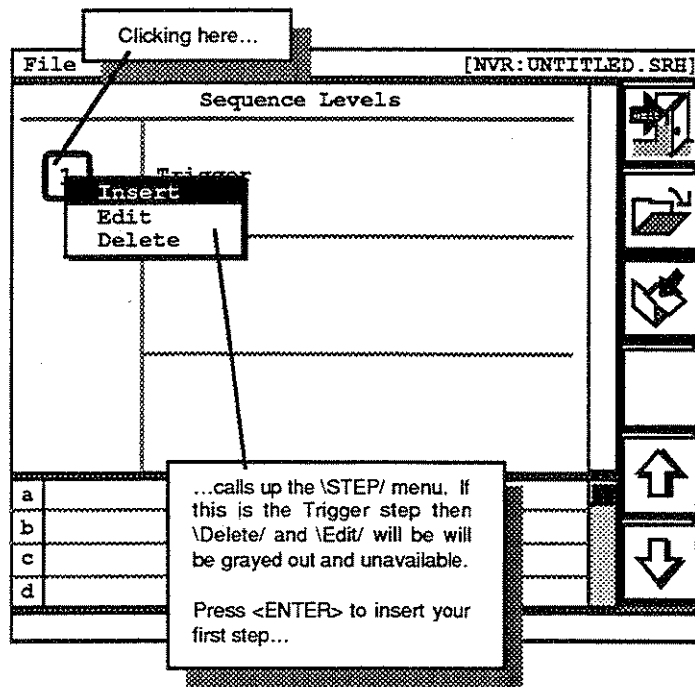 Clicking here...
File
[NVR:UNTITLED.SRH]
Sequence Levels
1
Trigger
Insert
Edit
Delete
...calls up the \STEP/ menu. If
this is the Trigger step then
\Delete/ and \Edit/ will be will
be grayed out and unavailable.
Press <ENTER> to insert your
first step...
a
b
c
d